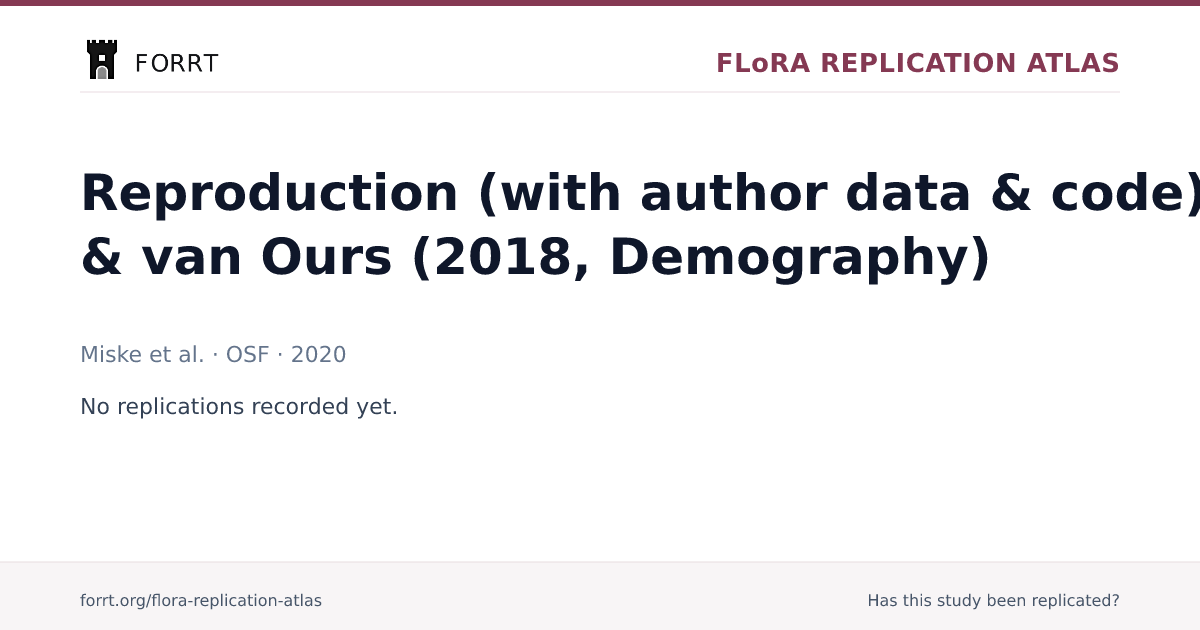 FORRT
FLoRA REPLICATION ATLAS
Reproduction (with author data & code)
& van Ours (2018, Demography)
Miske et al. · OSF · 2020
No replications recorded yet.
forrt.org/flora-replication-atlas
Has this study been replicated?